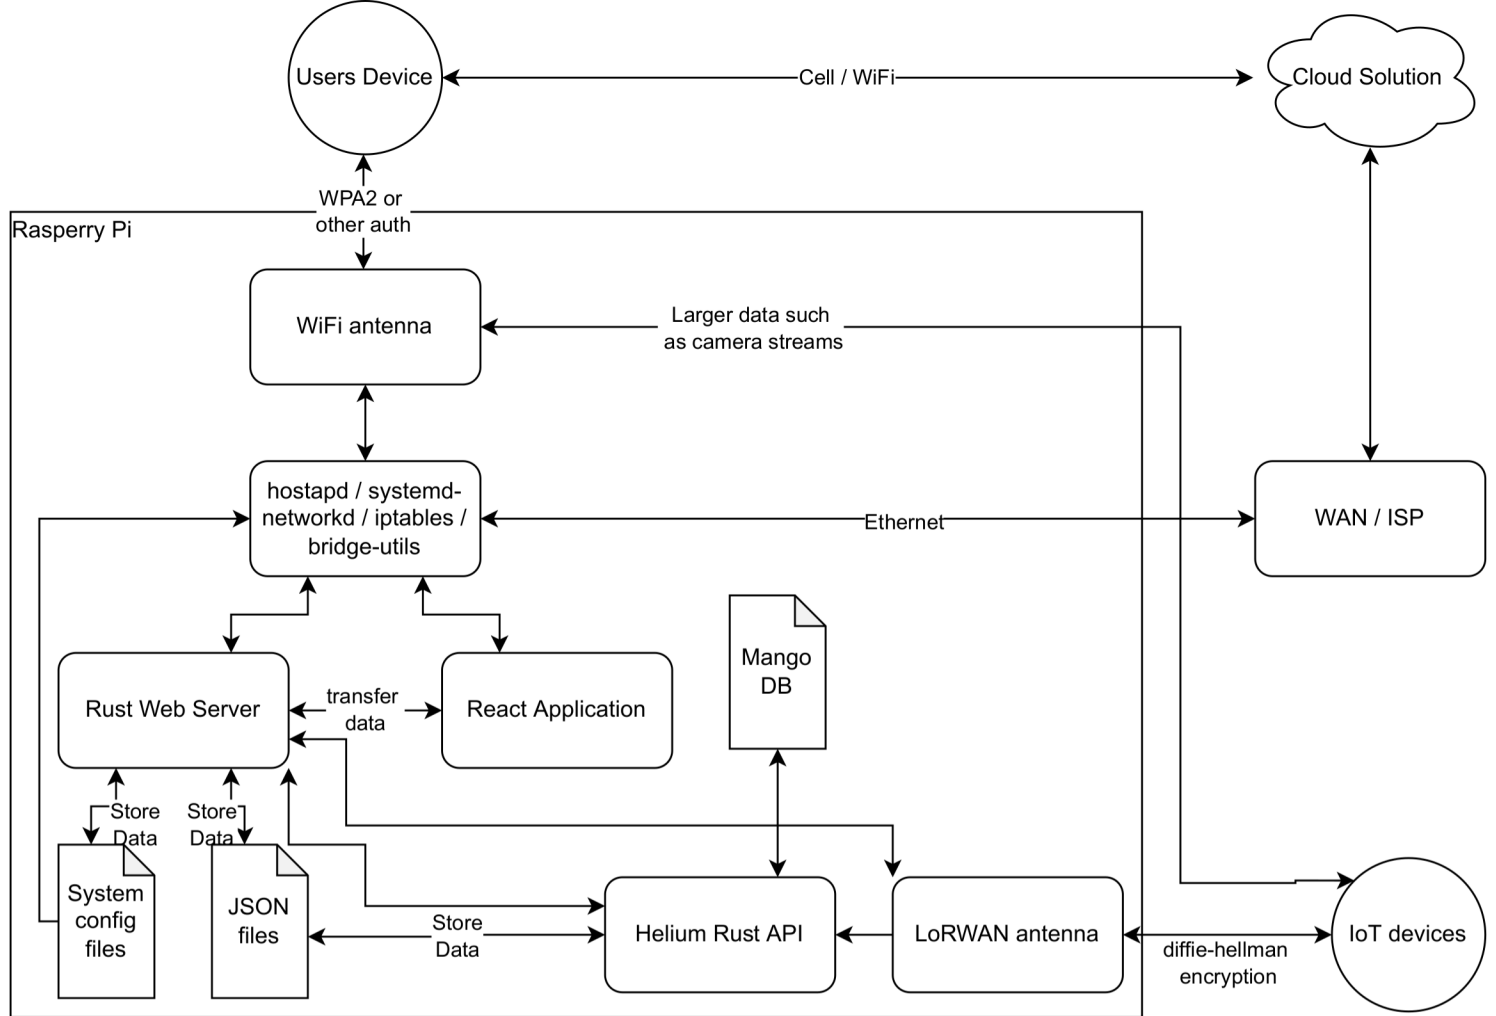 Users Device
Cell / WiFi
Cloud Solution
WPA2 or
other auth
Rasperry Pi
WiFi antenna
Larger data such
as camera streams
hostapd / systemd-
networkd / iptables /
bridge-utils
Ethernet
WAN / ISP
Mango
DB
Rust Web Server
transfer
data
React Application
Store
Data
Store
Data
System
config
files
JSON
files
Store
Data
Helium Rust API
LoRWAN antenna
diffie-hellman
encryption
IoT devices